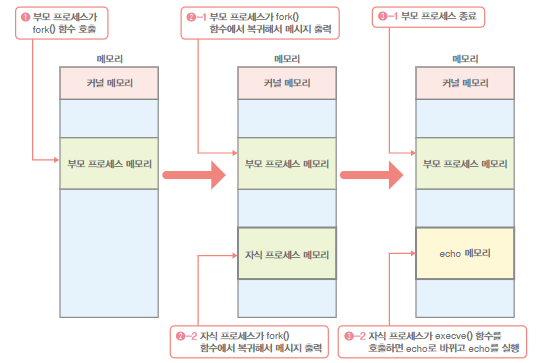 ❶ 부모 프로세스가
fork() 함수 호출
❷-1 부모 프로세스가 fork()
함수에서 복귀해서 메시지 출력
❸-1 부모 프로세스 종료
메모리
커널 메모리
부모 프로세스 메모리
메모리
커널 메모리
부모 프로세스 메모리
자식 프로세스 메모리
메모리
커널 메모리
부모 프로세스 메모리
echo 메모리
❷-2 자식 프로세스가 fork()
함수에서 복귀해서 메시지 출력
❸-2 자식 프로세스가 execve() 함수를
호출하면 echo로 바뀌고 echo를 실행